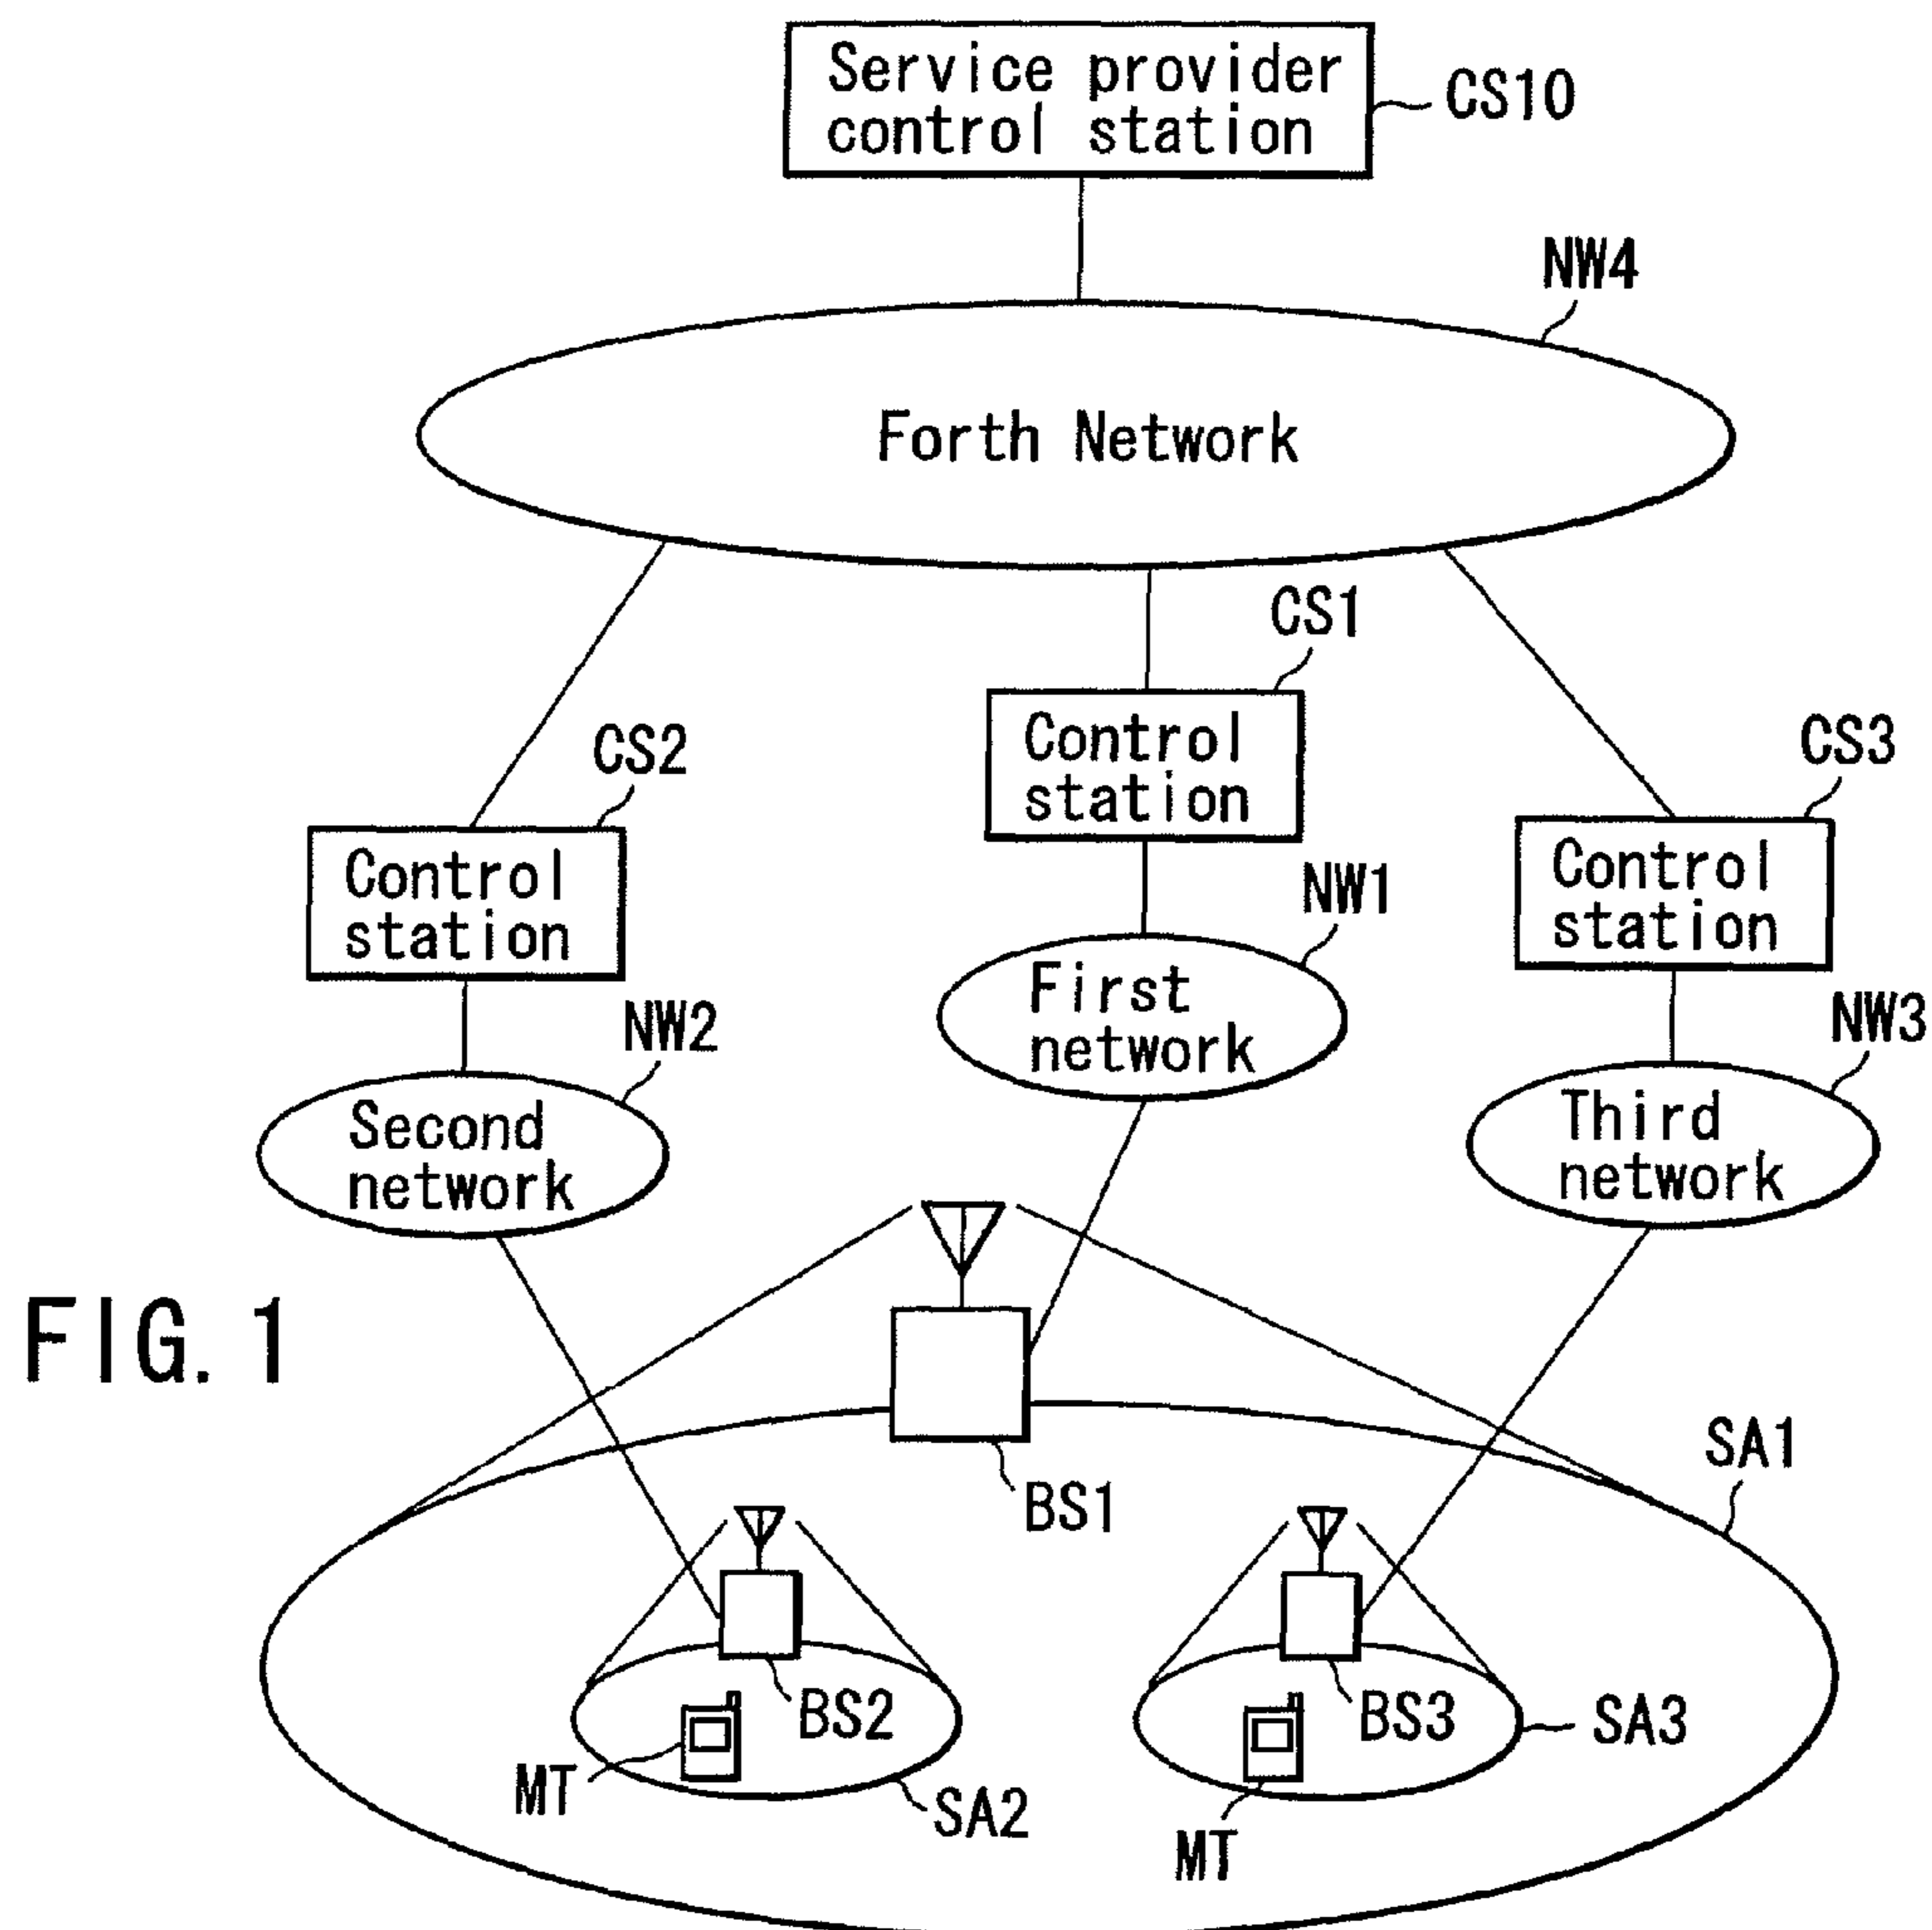 Service provider
control station
CS10
NW4
Forth Network
CS1
Control
station
CS2
Control
station
CS3
Control
station
NW1
First
network
NW2
Second
network
NW3
Third
network
FIG. 1
BS1
SA1
BS2
BS3
SA3
MT
SA2
MT